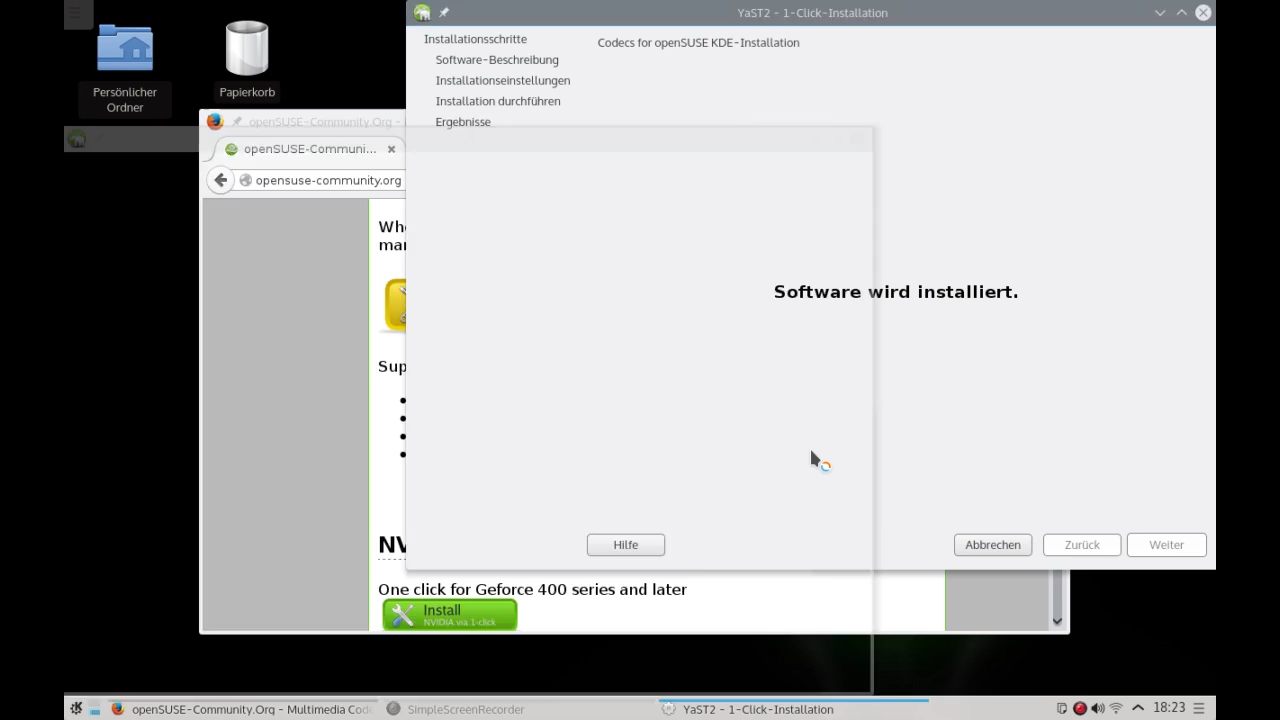 YaST2 - 1-Click-Installation
Persönlicher
Ordner
Papierkorb
Installationsschritte
Software-Beschreibung
Installationseinstellungen
Installation durchführen
Ergebnisse
Codecs for openSUSE KDE-Installation
openSUSE-Community.Org -
openSUSE-Communi...
opensuse-community.org
Software wird installiert.
Sup
NV
One click for Geforce 400 series and later
Install
NVIDIA via 1-click
Hilfe
Abbrechen
Zurück
Weiter
openSUSE-Community.Org - Multimedia Cod
SimpleScreenRecorder
YaST2 - 1-Click-Installation
18:23